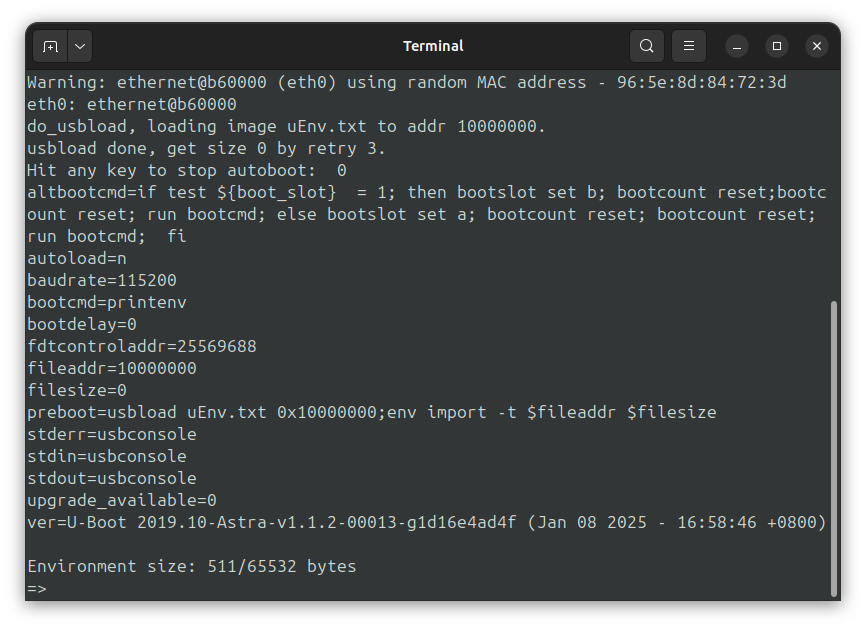 Terminal
Warning: ethernet@b60000 (eth0) using random MAC address - 96:5e:8d:84:72:3d
eth0: ethernet@b60000
do_usbload, loading image uEnv.txt to addr 10000000.
usbload done, get size 0 by retry 3.
Hit any key to stop autoboot:  0
altbootcmd=if test ${boot_slot}  = 1; then bootslot set b; bootcount reset;bootc
ount reset; run bootcmd; else bootslot set a; bootcount reset; bootcount reset;
run bootcmd;  fi
autoload=n
baudrate=115200
bootcmd=printenv
bootdelay=0
fdtcontroladdr=25569688
fileaddr=10000000
filesize=0
preboot=usbload uEnv.txt 0x10000000;env import -t $fileaddr $filesize
stderr=usbconsole
stdin=usbconsole
stdout=usbconsole
upgrade_available=0
ver=U-Boot 2019.10-Astra-v1.1.2-00013-g1d16e4ad4f (Jan 08 2025 - 16:58:46 +0800)
Environment size: 511/65532 bytes
=>